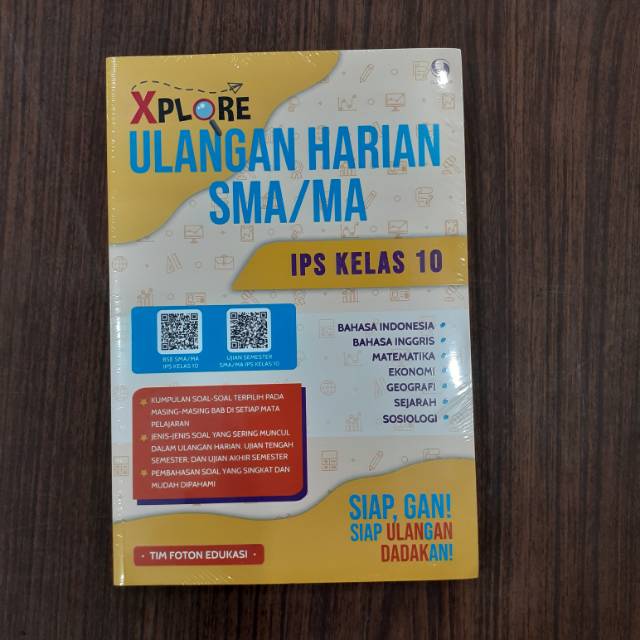 XPLORE
ULANGAN HARIAN
SMA/MA
IPS KELAS 10
BSE SMA/MA
IPS KELAS 10
UJIAN SEMESTER
SMA/MA IPS KELAS 10
BAHASA INDONESIA
BAHASA INGGRIS
MATEMATIKA
EKONOMI
GEOGRAFI
SEJARAH
SOSIOLOGI
KUMPULAN SOAL-SOAL TERPILIH PADA
MASING-MASING BAB DI SETIAP MATA
PELAJARAN
JENIS-JENIS SOAL YANG SERING MUNCUL
DALAM ULANGAN HARIAN, UJIAN TENGAH
SEMESTER, DAN UJIAN AKHIR SEMESTER
PEMBAHASAN SOAL YANG SINGKAT DAN
MUDAH DIPAHAMI
SIAP, GAN!
SIAP ULANGAN
DADAKAN!
TIM FOTON EDUKASI